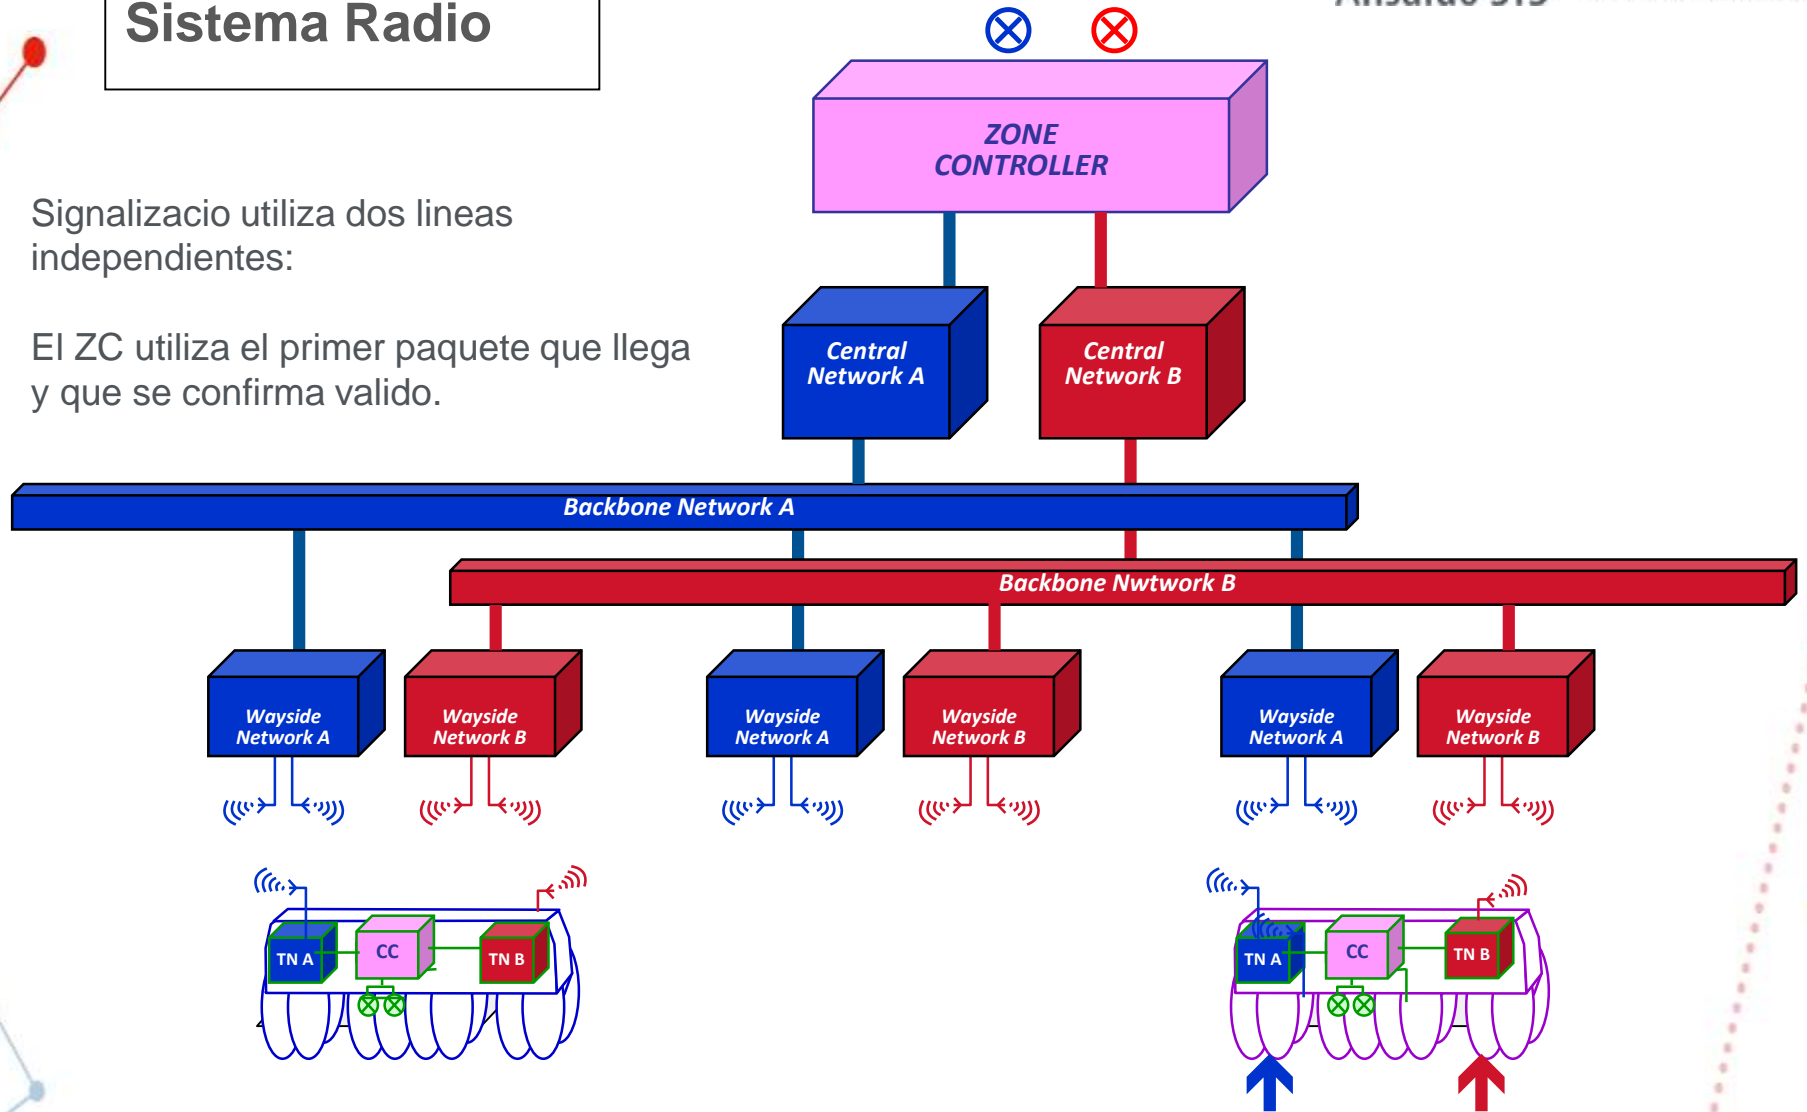 Sistema Radio
Ansaldo STS
ZONE
CONTROLLER
Signalizacio utiliza dos lineas
independientes:
El ZC utiliza el primer paquete que llega
y que se confirma valido.
Central
Network A
Central
Network B
Backbone Network A
Backbone Nwtwork B
Wayside
Network A
Wayside
Network B
Wayside
Network A
Wayside
Network B
Wayside
Network A
Wayside
Network B
TN A
CC
TN B
TN A
CC
TN B